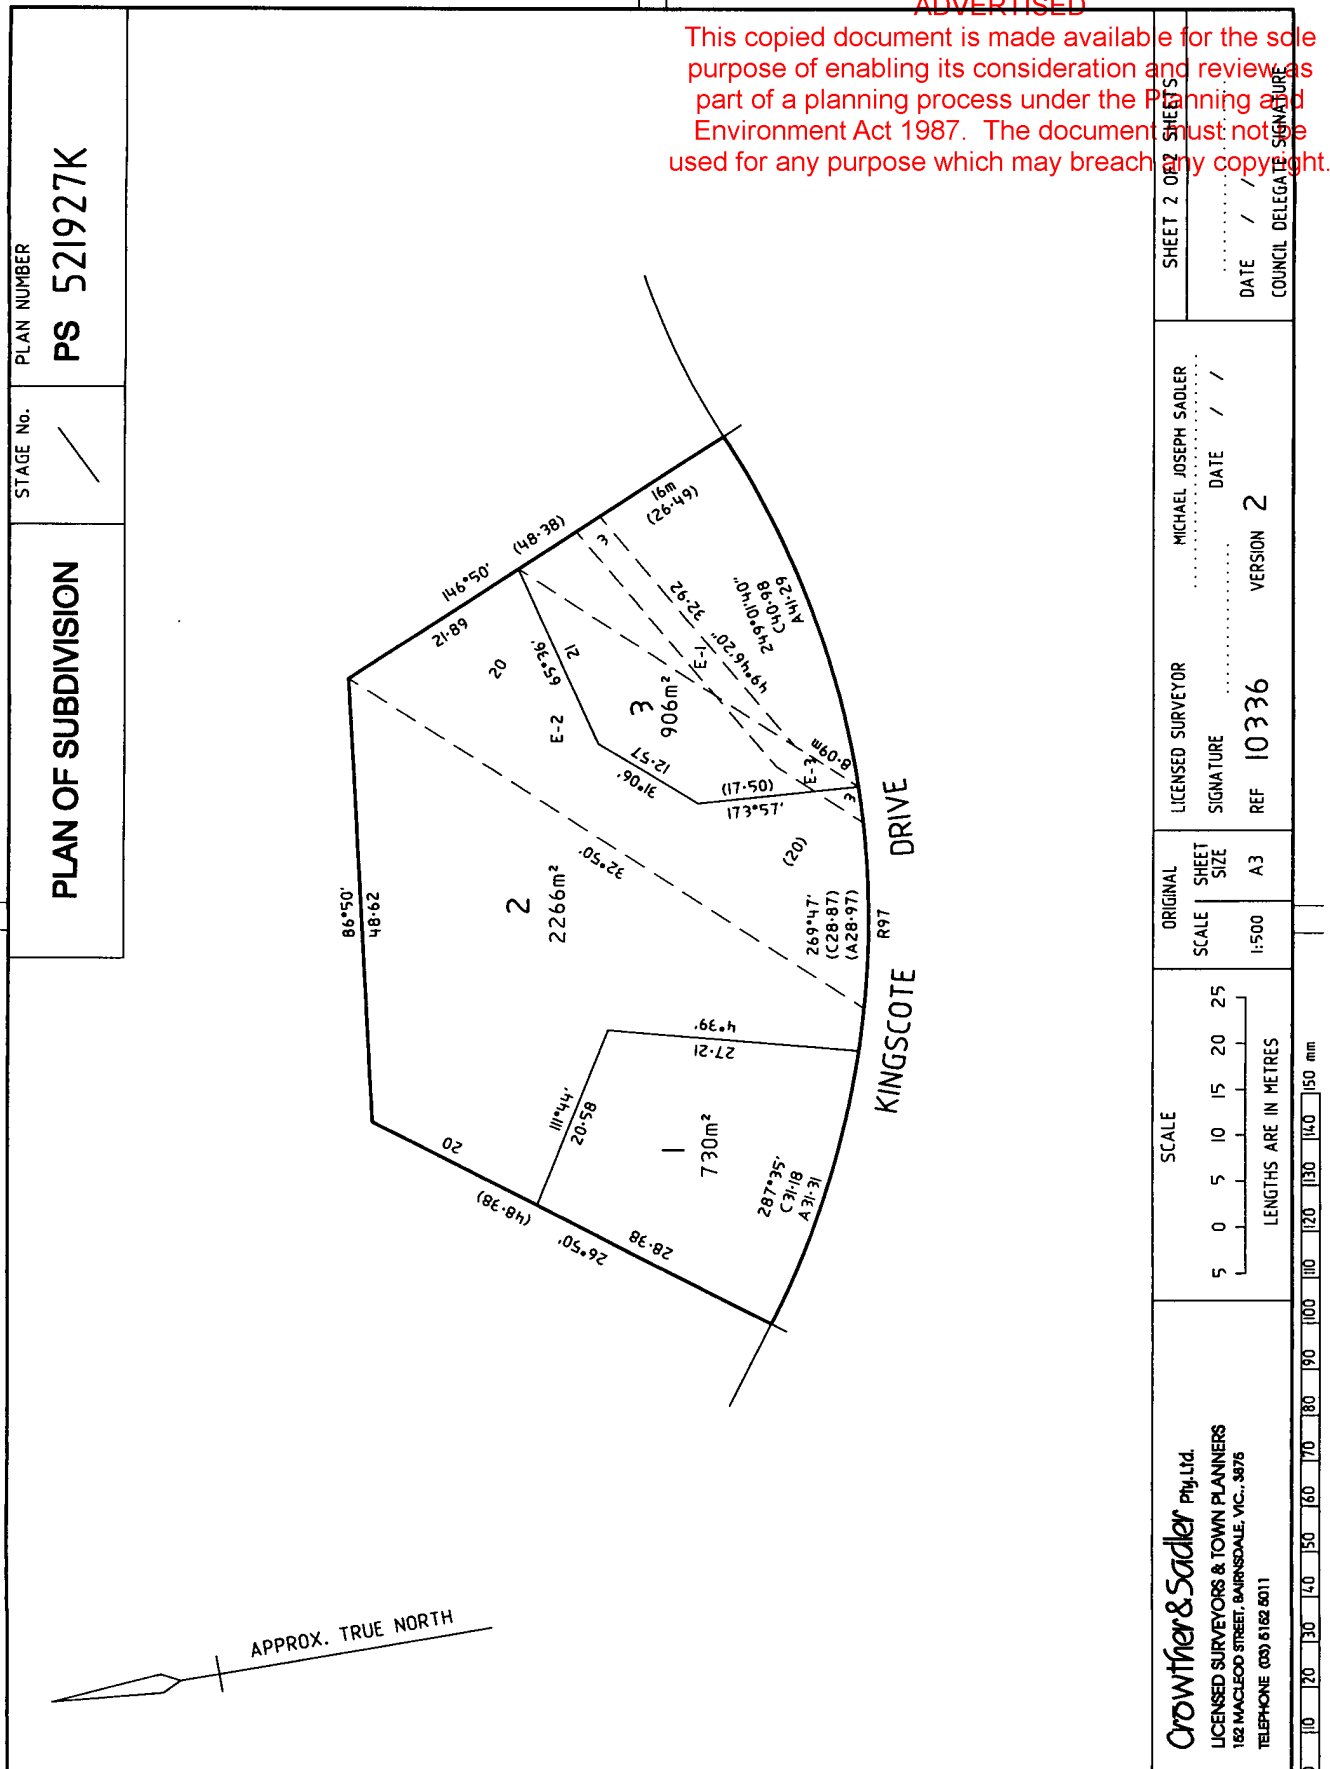 ADVERTISED
This copied document is made available for the sole
purpose of enabling its consideration and review as
part of a planning process under the Planning and
Environment Act 1987. The document must not be
used for any purpose which may breach any copyright.
PLAN OF SUBDIVISION
STAGE No.
/
PLAN NUMBER
PS 521927K
86°50'
48·62
146°50'
21·89
(48·38)
16m
(26·49)
20
E-2
65°36'
21
3
906m²
3
32·92
E-1
49°46'20"
249°01'40"
C40·98
A41·29
31°06'
12·57
(17·50)
173°57'
E-3
8·09m
3
(20)
32°50'
2
2266m²
269°47'
(C28·87)
(A28·97)
R97
KINGSCOTE DRIVE
4°39'
27·21
111°44'
20·58
1
730m²
287°35'
C31·18
A31·31
20
(48·38)
26°50'
28·38
APPROX. TRUE NORTH
Crowther & Sadler Pty.Ltd.
LICENSED SURVEYORS & TOWN PLANNERS
152 MACLEOD STREET, BAIRNSDALE, VIC., 3875
TELEPHONE (03) 5152 5011
SCALE
5 0 5 10 15 20 25
LENGTHS ARE IN METRES
ORIGINAL
SCALE
SHEET
SIZE
1:500
A3
LICENSED SURVEYOR
MICHAEL JOSEPH SADLER
SIGNATURE
DATE / /
REF 10336
VERSION 2
SHEET 2 OF 2 SHEETS
DATE / /
COUNCIL DELEGATE SIGNATURE
0 10 20 30 40 50 60 70 80 90 100 110 120 130 140 150 mm